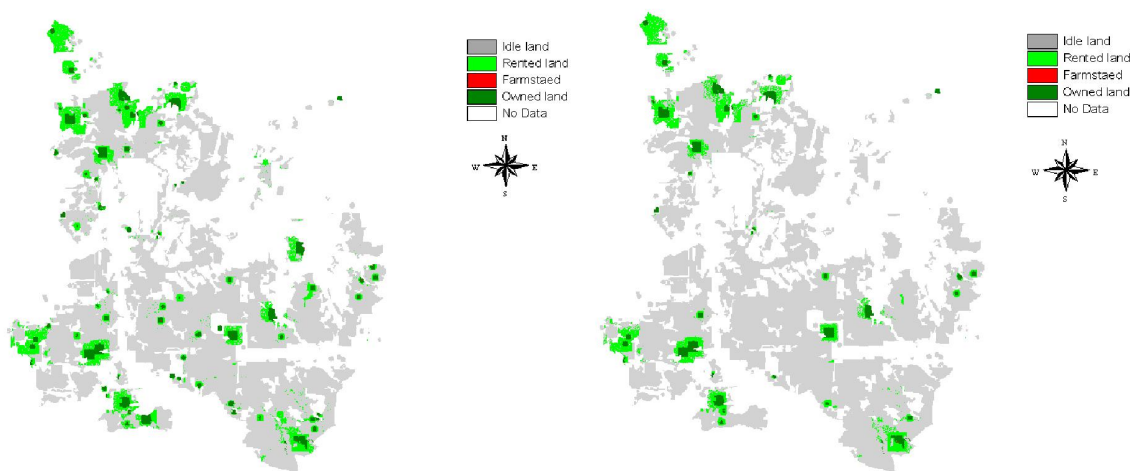 Idle land
Rented land
Farmstaed
Owned land
No Data
N
W E
S
Idle land
Rented land
Farmstaed
Owned land
No Data
N
W E
S